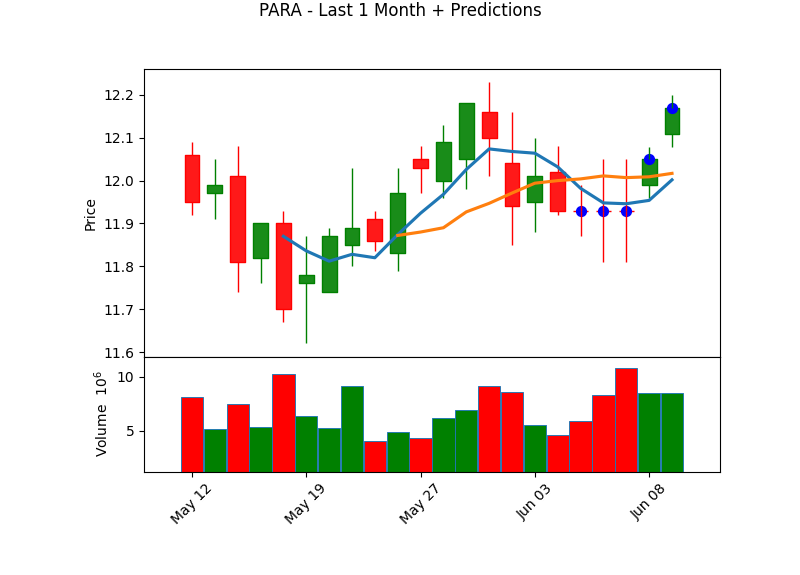 PARA - Last 1 Month + Predictions
12.2
12.1
12.0
11.9
11.8
11.7
11.6
Price
10
5
Volume 10^6
May 12
May 19
May 27
Jun 03
Jun 08